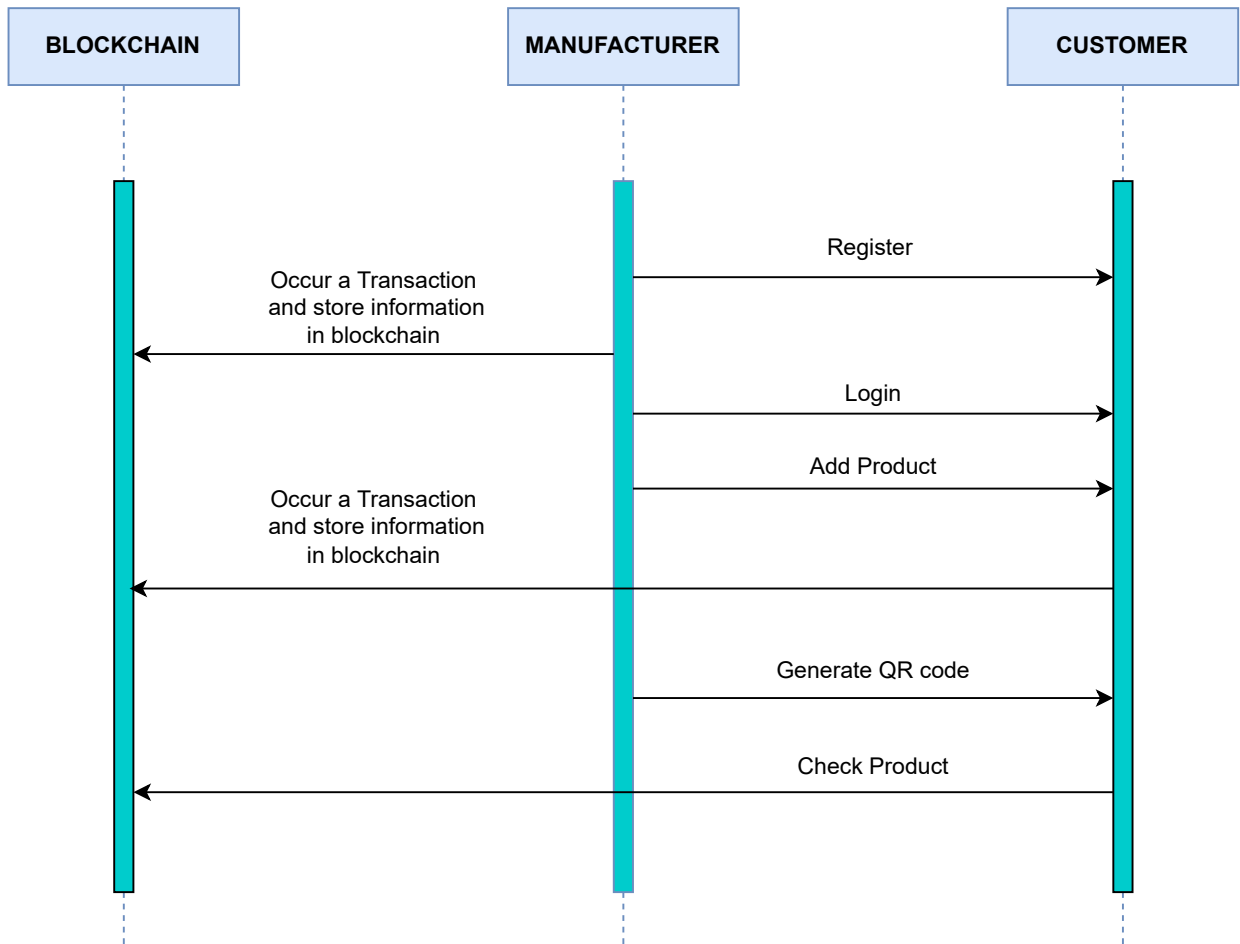 BLOCKCHAIN
MANUFACTURER
CUSTOMER
Register
Occur a Transaction
and store information
in blockchain
Login
Add Product
Occur a Transaction
and store information
in blockchain
Generate QR code
Check Product